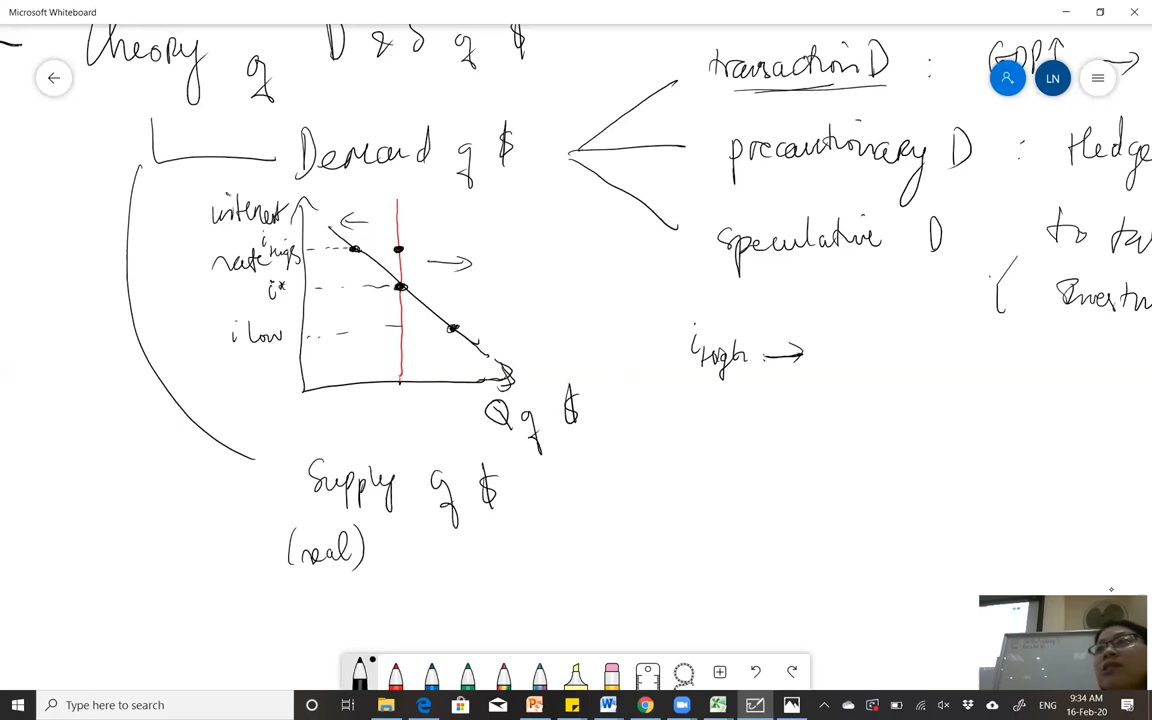 Microsoft Whiteboard
Theory of D & S of $
transaction D : GDP↑ →
LN
Demand of $
precautionary D : Hedge
speculative D to
interest
rate
i high
i*
i low
i high →
Q of $
Supply of $
(real)
Type here to search
ENG
9:34 AM
16-Feb-20